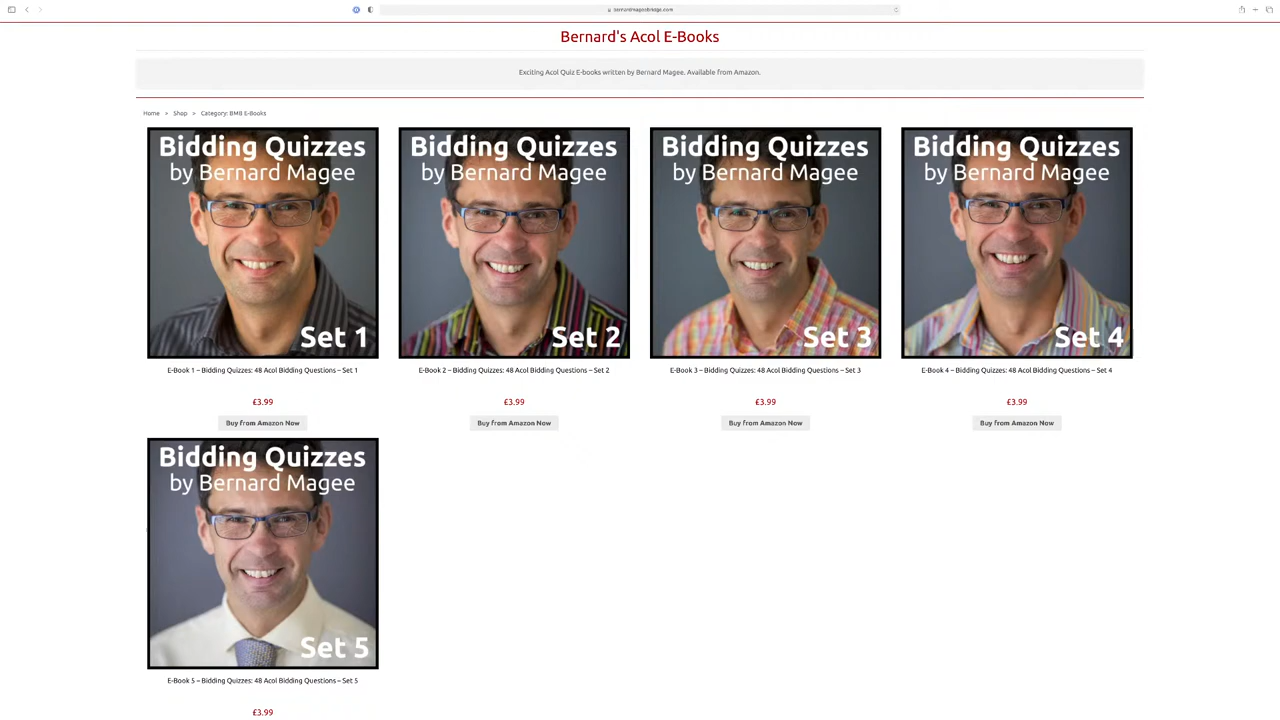 bernardmageebridge.com
Bernard's Acol E-Books
Exciting Acol Quiz E-books written by Bernard Magee. Available from Amazon.
Home > Shop > Category: BMB E-Books
Bidding Quizzes
by Bernard Magee
Set 1
Bidding Quizzes
by Bernard Magee
Set 2
Bidding Quizzes
by Bernard Magee
Set 3
Bidding Quizzes
by Bernard Magee
Set 4
E-Book 1 – Bidding Quizzes: 48 Acol Bidding Questions – Set 1
E-Book 2 – Bidding Quizzes: 48 Acol Bidding Questions – Set 2
E-Book 3 – Bidding Quizzes: 48 Acol Bidding Questions – Set 3
E-Book 4 – Bidding Quizzes: 48 Acol Bidding Questions – Set 4
£3.99
£3.99
£3.99
£3.99
Buy from Amazon Now
Buy from Amazon Now
Buy from Amazon Now
Buy from Amazon Now
Bidding Quizzes
by Bernard Magee
Set 5
E-Book 5 – Bidding Quizzes: 48 Acol Bidding Questions – Set 5
£3.99